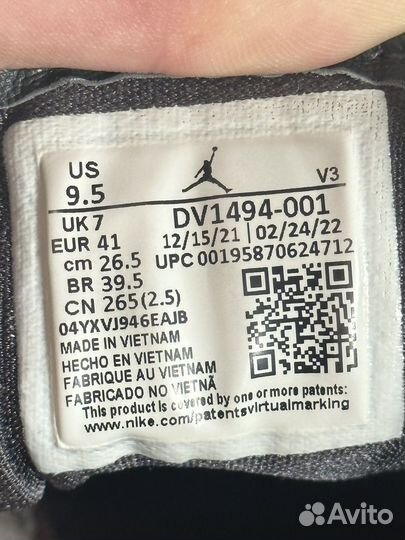 US
9.5
V3
UK 7
DV1494-001
EUR 41
12/15/21 | 02/24/22
cm 26.5
UPC 00195870624712
BR 39.5
CN 265(2.5)
04YXVJ946EAJB
MADE IN VIETNAM
HECHO EN VIETNAM
FABRIQUE AU VIETNAM
FABRICADO NO VIETNÃ
This product is covered by one or more patents:
www.nike.com/patentsvirtualmarking
Avito